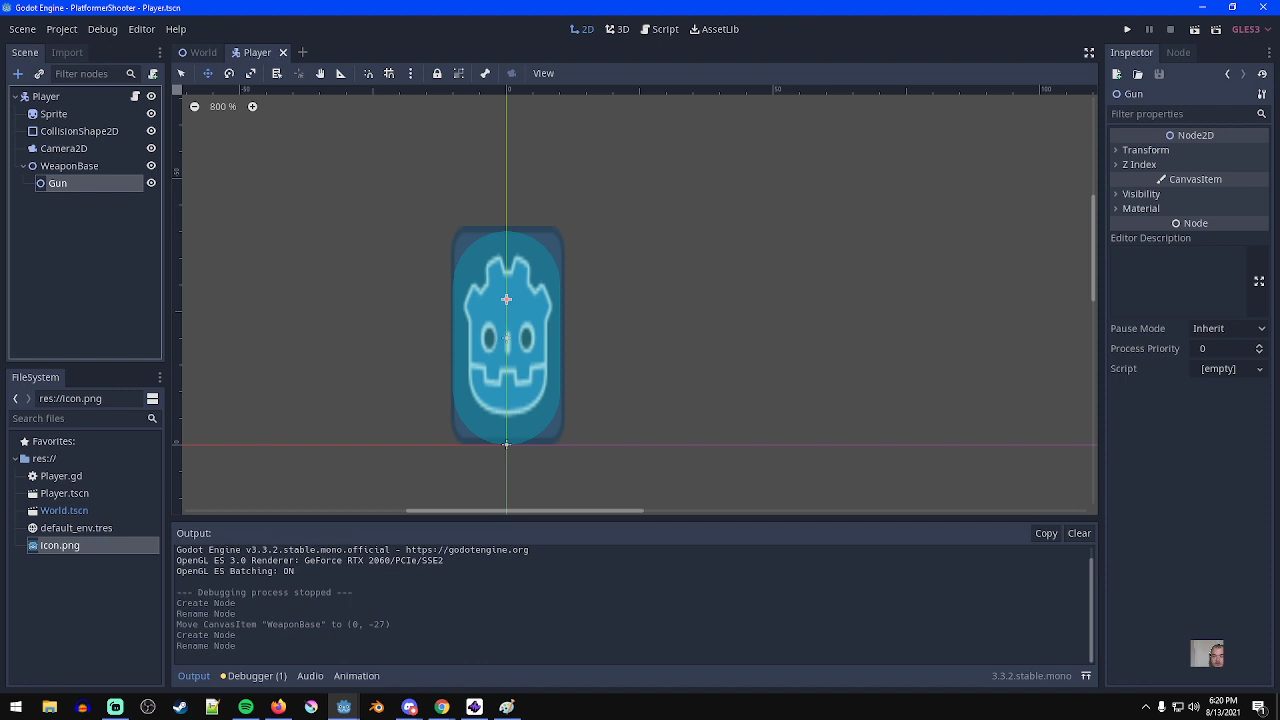 Godot Engine - PlatformerShooter - Player.tscn
Scene Project Debug Editor Help
2D 3D Script AssetLib
GLES3
Scene Import
World Player
Inspector Node
Filter nodes
View
Gun
Filter properties
Player
Sprite
CollisionShape2D
Camera2D
WeaponBase
Gun
-50 0 50 100
800 %
-50
0
Node2D
Transform
Z Index
CanvasItem
Visibility
Material
Node
Editor Description
Pause Mode Inherit
Process Priority 0
Script [empty]
FileSystem
res://icon.png
Search files
Favorites:
res://
Player.gd
Player.tscn
World.tscn
default_env.tres
icon.png
Output:
Copy Clear
Godot Engine v3.3.2.stable.mono.official - https://godotengine.org
OpenGL ES 3.0 Renderer: GeForce RTX 2060/PCIe/SSE2
OpenGL ES Batching: ON
--- Debugging process stopped ---
Create Node
Rename Node
Move CanvasItem "WeaponBase" to (0, -27)
Create Node
Rename Node
Output Debugger (1) Audio Animation
3.3.2.stable.mono
6:20 PM
8/13/2021